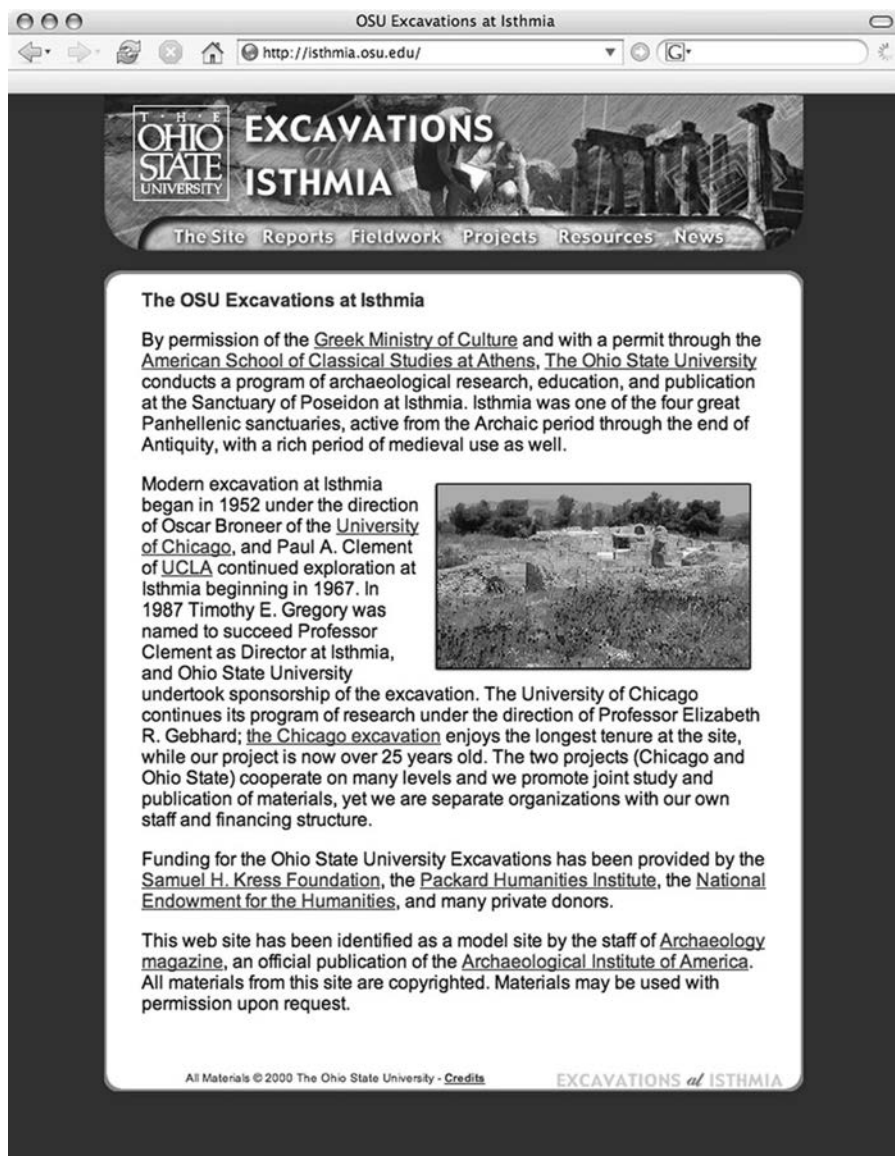 OSU Excavations at Isthmia
http://isthmia.osu.edu/
G
T·H·E
OHIO
STATE
UNIVERSITY
EXCAVATIONS
at
ISTHMIA
The Site Reports Fieldwork Projects Resources News
The OSU Excavations at Isthmia
By permission of the Greek Ministry of Culture and with a permit through the
American School of Classical Studies at Athens, The Ohio State University
conducts a program of archaeological research, education, and publication
at the Sanctuary of Poseidon at Isthmia. Isthmia was one of the four great
Panhellenic sanctuaries, active from the Archaic period through the end of
Antiquity, with a rich period of medieval use as well.
Modern excavation at Isthmia
began in 1952 under the direction
of Oscar Broneer of the University
of Chicago, and Paul A. Clement
of UCLA continued exploration at
Isthmia beginning in 1967. In
1987 Timothy E. Gregory was
named to succeed Professor
Clement as Director at Isthmia,
and Ohio State University
undertook sponsorship of the excavation. The University of Chicago
continues its program of research under the direction of Professor Elizabeth
R. Gebhard; the Chicago excavation enjoys the longest tenure at the site,
while our project is now over 25 years old. The two projects (Chicago and
Ohio State) cooperate on many levels and we promote joint study and
publication of materials, yet we are separate organizations with our own
staff and financing structure.
Funding for the Ohio State University Excavations has been provided by the
Samuel H. Kress Foundation, the Packard Humanities Institute, the National
Endowment for the Humanities, and many private donors.
This web site has been identified as a model site by the staff of Archaeology
magazine, an official publication of the Archaeological Institute of America.
All materials from this site are copyrighted. Materials may be used with
permission upon request.
All Materials © 2000 The Ohio State University - Credits
EXCAVATIONS at ISTHMIA